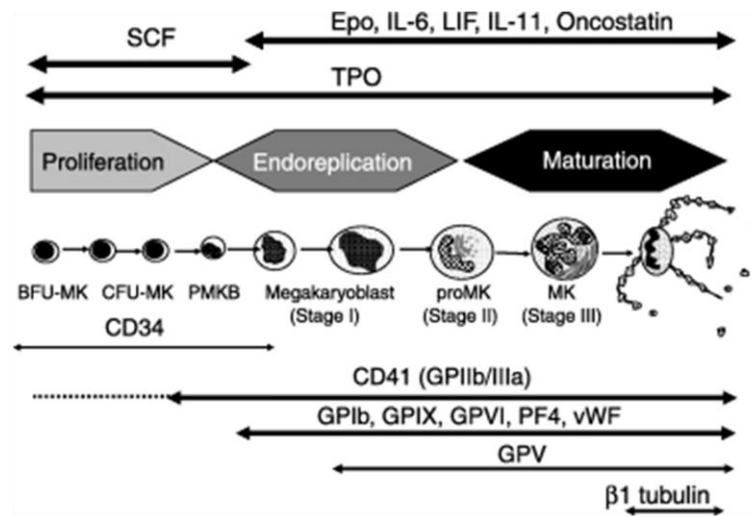 Epo, IL-6, LIF, IL-11, Oncostatin
SCF
TPO
Proliferation
Endoreplication
Maturation
BFU-MK CFU-MK PMKB Megakaryoblast proMK MK
(Stage I) (Stage II) (Stage III)
CD34
CD41 (GPIIb/IIIa)
GPIb, GPIX, GPVI, PF4, vWF
GPV
β1 tubulin